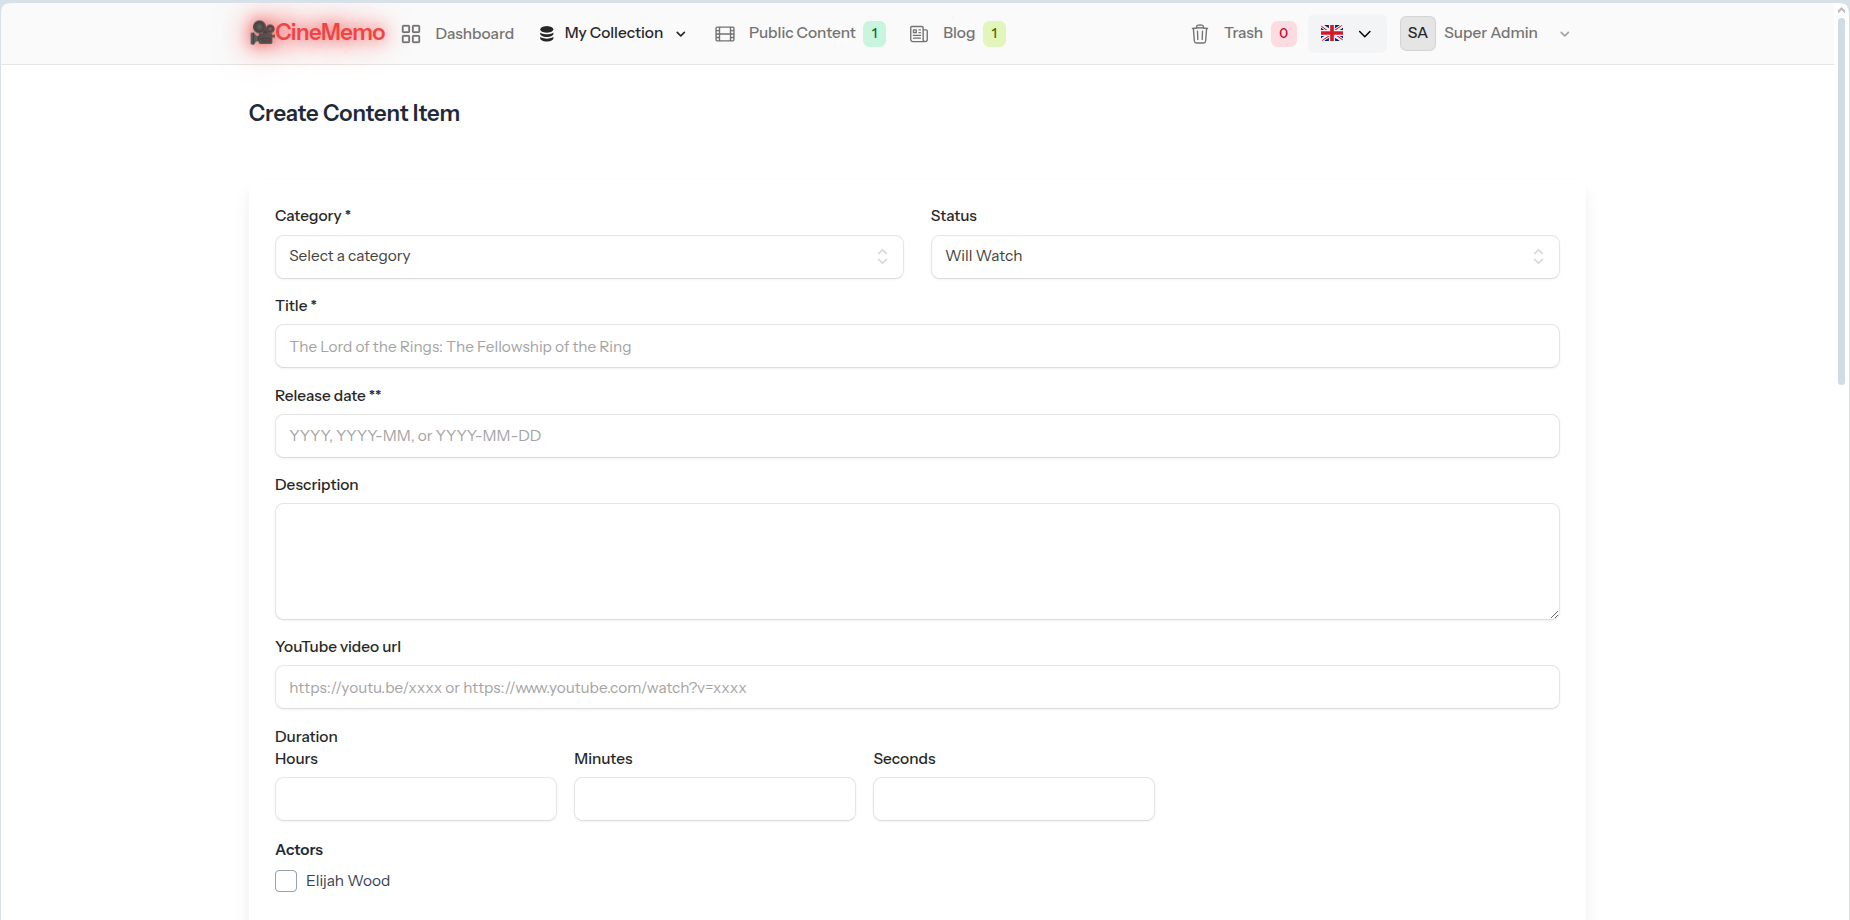 CineMemo
Dashboard
My Collection
Public Content 1
Blog 1
Trash 0
SA Super Admin
Create Content Item
Category *
Status
Select a category
Will Watch
Title *
The Lord of the Rings: The Fellowship of the Ring
Release date **
YYYY, YYYY-MM, or YYYY-MM-DD
Description
YouTube video url
https://youtu.be/xxxx or https://www.youtube.com/watch?v=xxxx
Duration
Hours
Minutes
Seconds
Actors
Elijah Wood